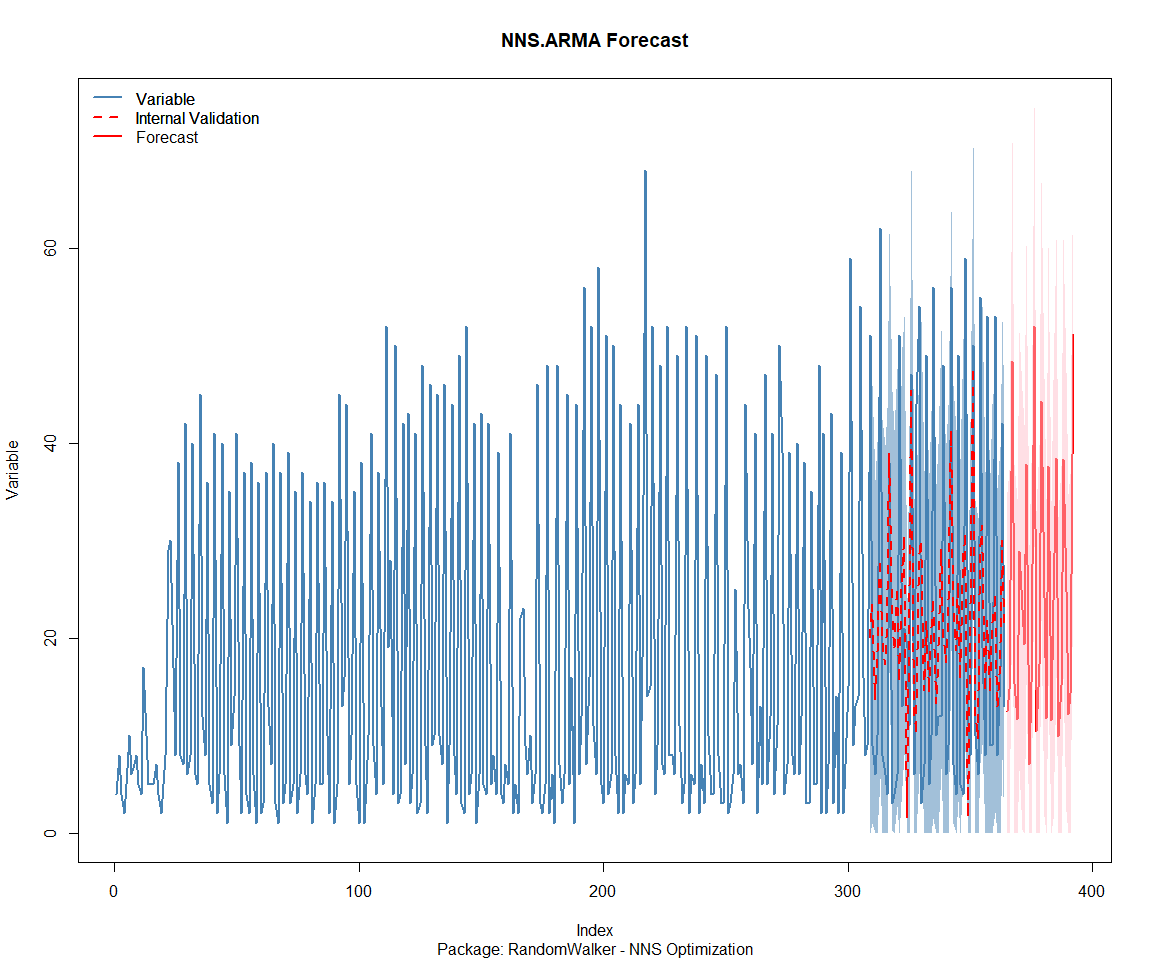 NNS.ARMA Forecast
Variable
Internal Validation
Forecast
Variable
60
40
20
0
0 100 200 300 400
Index
Package: RandomWalker - NNS Optimization